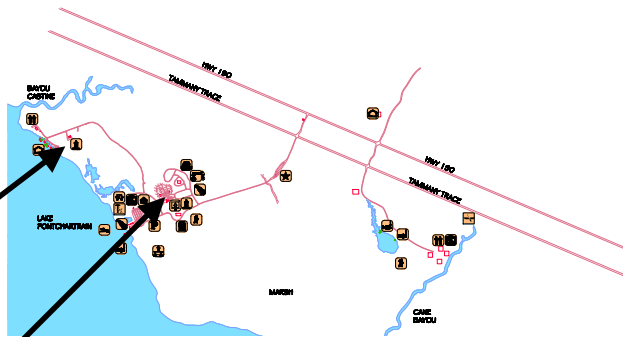 HWY 190
TAMMANY TRACE
BAYOU
CASTINE
HWY 190
TAMMANY TRACE
LAKE
PONTCHARTRAIN
MARSH
CANE
BAYOU